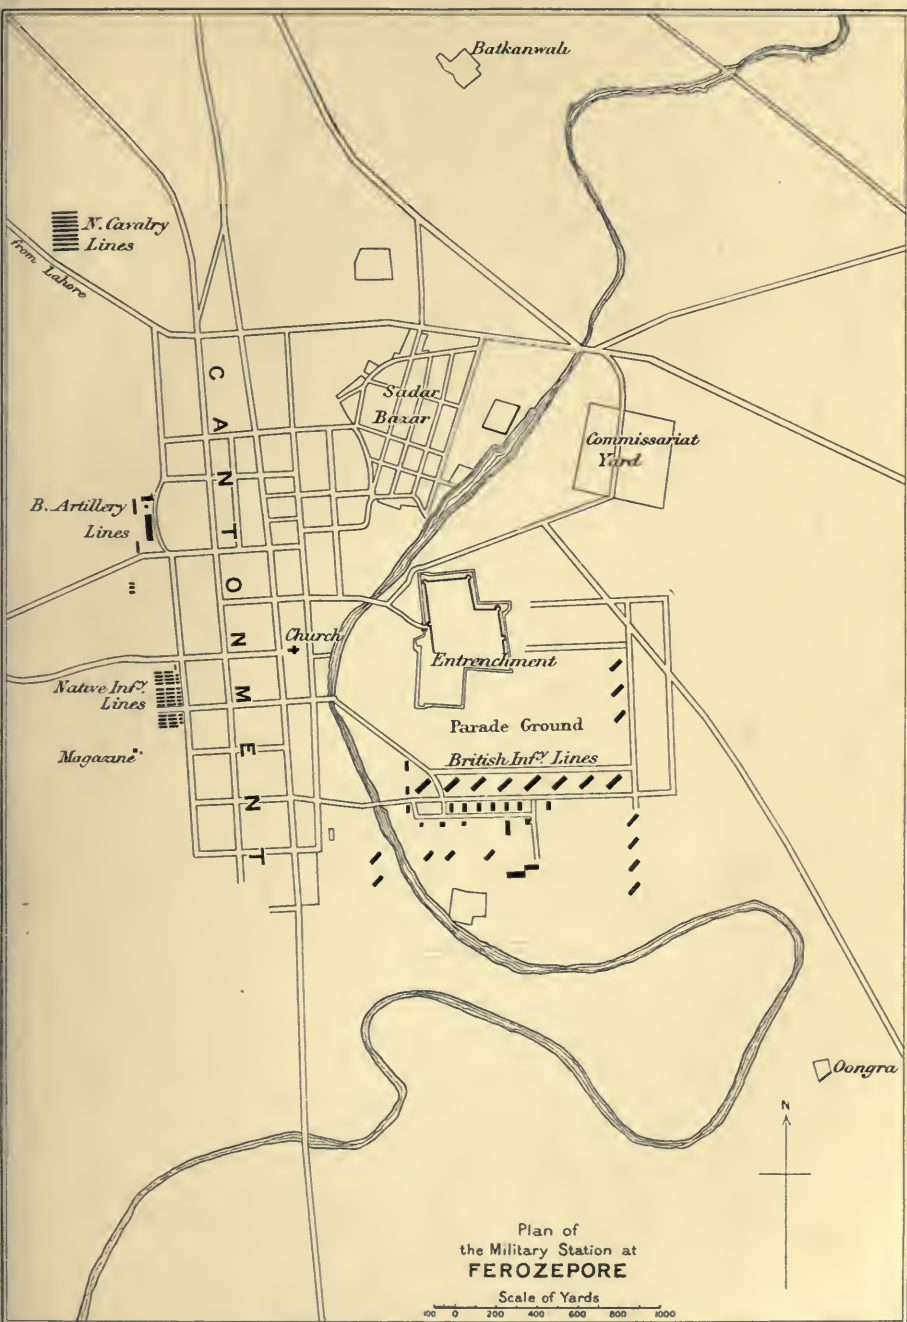 Batkanwali
N. Cavalry
Lines
from Lahore
CANTONMENT
Sadar
Bazar
Commissariat
Yard
B. Artillery
Lines
Church
Entrenchment
Native Infy.
Lines
Parade Ground
British Infy. Lines
Magazine
Oongra
N
Plan of
the Military Station at
FEROZEPORE
Scale of Yards
100 0 200 400 600 800 1000